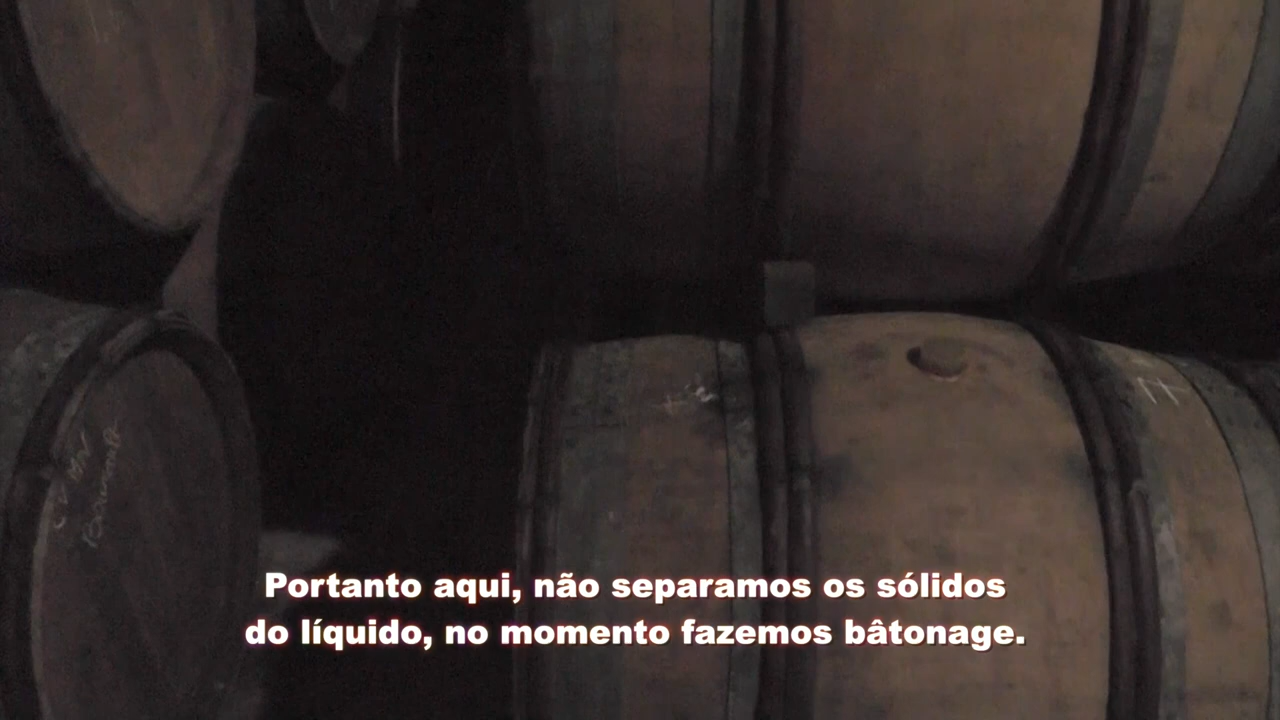 Portanto aqui, não separamos os sólidos
do líquido, no momento fazemos bâtonage.